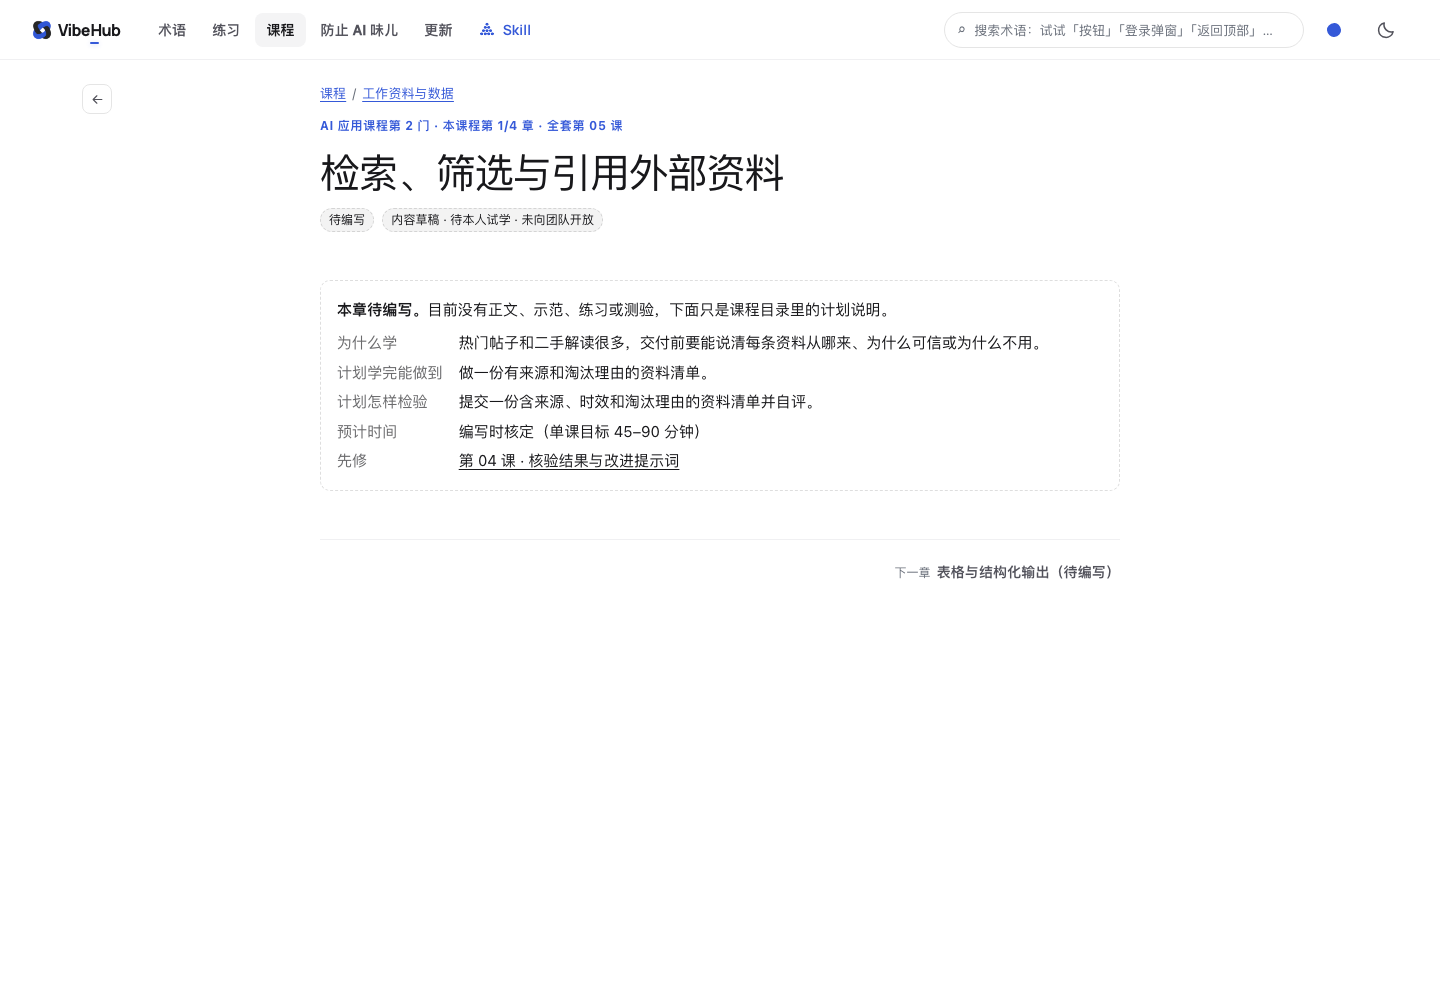 VibeHub 术语 练习 课程 防止 AI 味儿 更新 Skill 搜索术语：试试「按钮」「登录弹窗」「返回顶部」…
课程 / 工作资料与数据
AI 应用课程第 2 门 · 本课程第 1/4 章 · 全套第 05 课
检索、筛选与引用外部资料
待编写 内容草稿 · 待本人试学 · 未向团队开放
本章待编写。目前没有正文、示范、练习或测验，下面只是课程目录里的计划说明。
为什么学 热门帖子和二手解读很多，交付前要能说清每条资料从哪来、为什么可信或为什么不用。
计划学完能做到 做一份有来源和淘汰理由的资料清单。
计划怎样检验 提交一份含来源、时效和淘汰理由的资料清单并自评。
预计时间 编写时核定（单课目标 45–90 分钟）
先修 第 04 课 · 核验结果与改进提示词
下一章 表格与结构化输出（待编写）